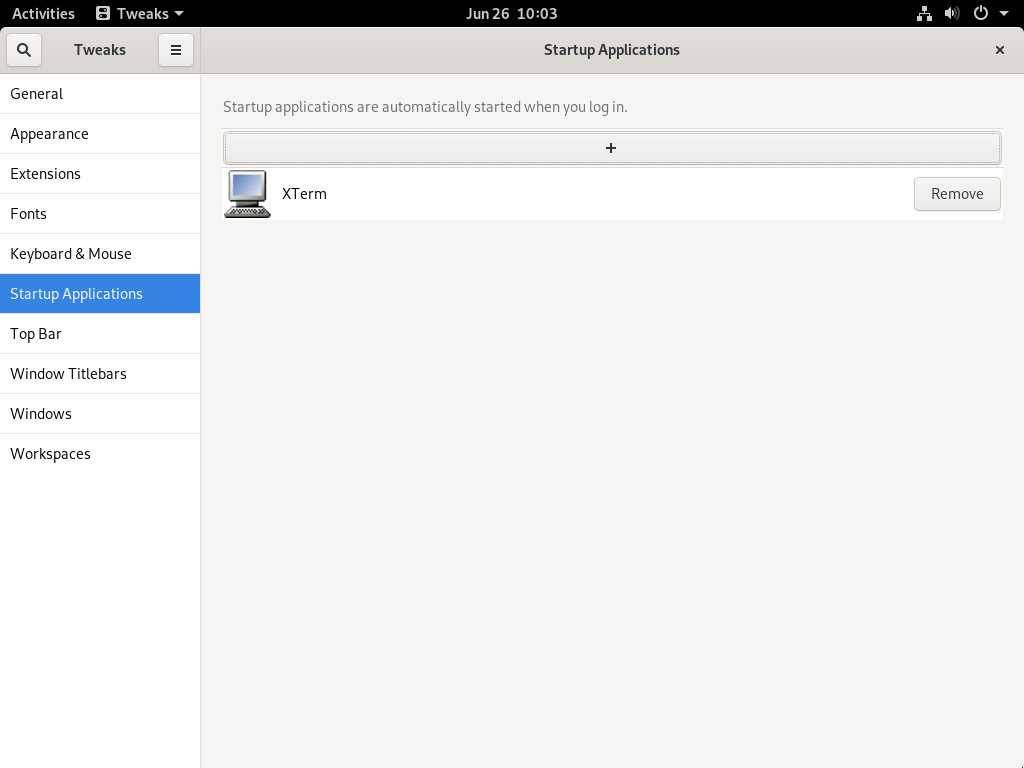 Activities Tweaks Jun 26 10:03
Tweaks Startup Applications
General
Appearance
Extensions
Fonts
Keyboard & Mouse
Startup Applications
Top Bar
Window Titlebars
Windows
Workspaces
Startup applications are automatically started when you log in.
+
XTerm Remove